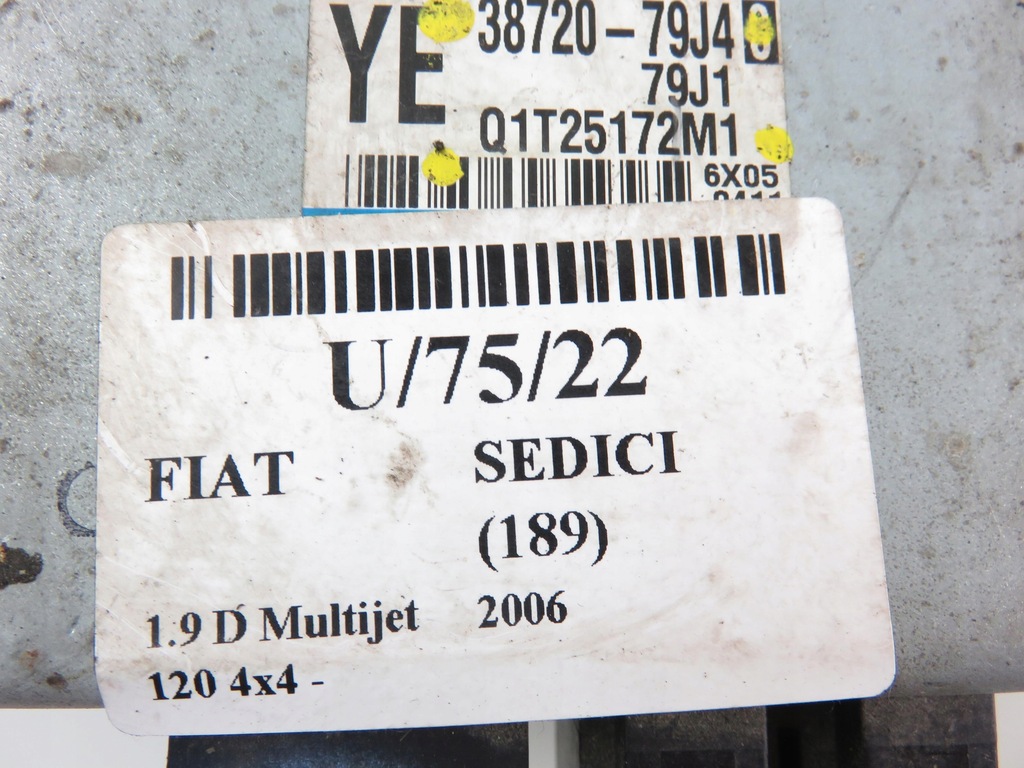 YE 38720-79J4
79J1
Q1T25172M1
6X05
U/75/22
FIAT SEDICI
(189)
1.9 D Multijet 2006
120 4x4 -